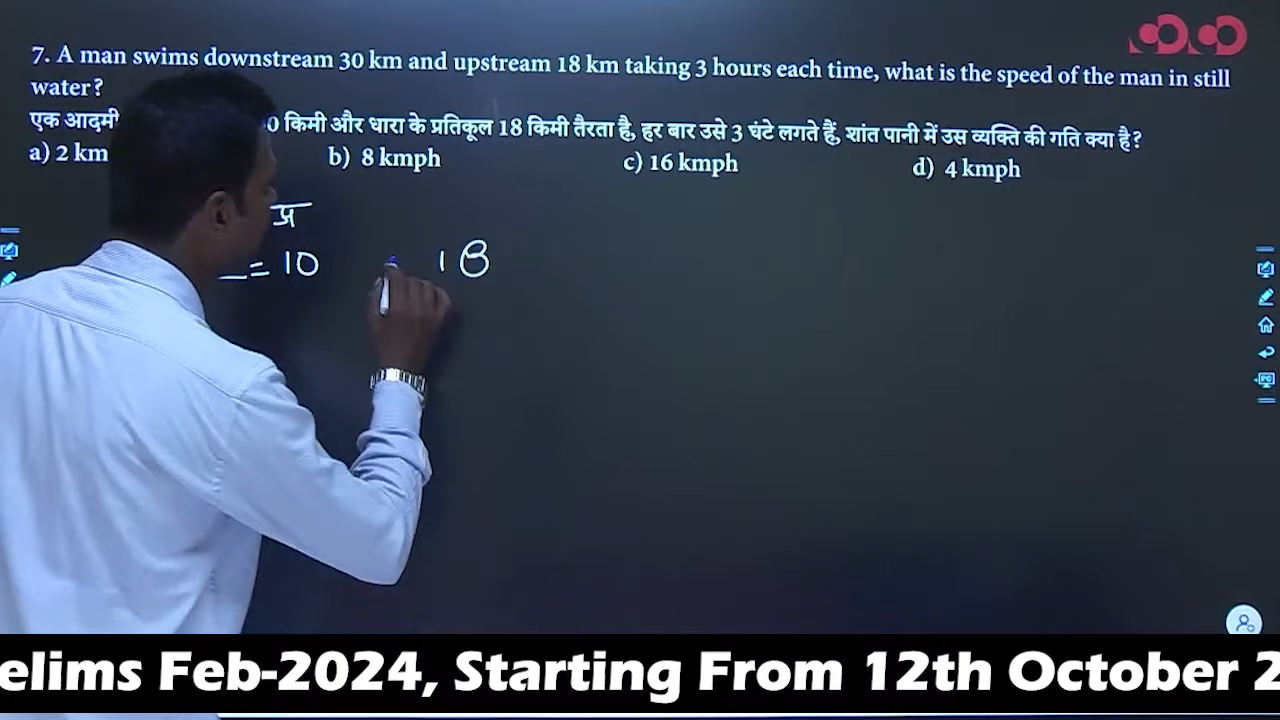 7. A man swims downstream 30 km and upstream 18 km taking 3 hours each time, what is the speed of the man in still
water?
एक आदमी 0 किमी और धारा के प्रतिकूल 18 किमी तैरता है, हर बार उसे 3 घंटे लगते हैं, शांत पानी में उस व्यक्ति की गति क्या है?
a) 2 km b) 8 kmph c) 16 kmph d) 4 kmph
प्र
= 10 18
elims Feb-2024, Starting From 12th October 2